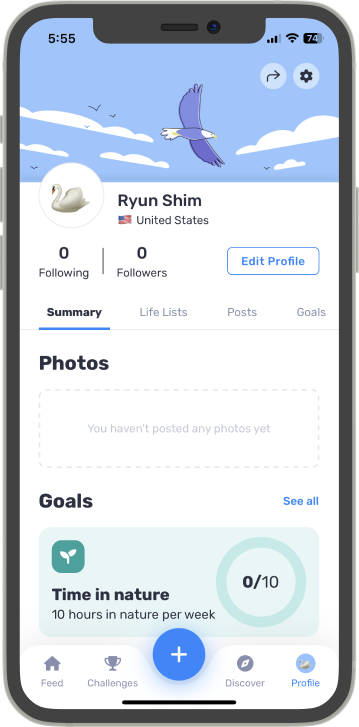 5:55
74
Ryun Shim
United States
0
Following
0
Followers
Edit Profile
Summary
Life Lists
Posts
Goals
Photos
You haven't posted any photos yet
Goals
See all
Time in nature
10 hours in nature per week
0/10
Feed
Challenges
+
Discover
Profile